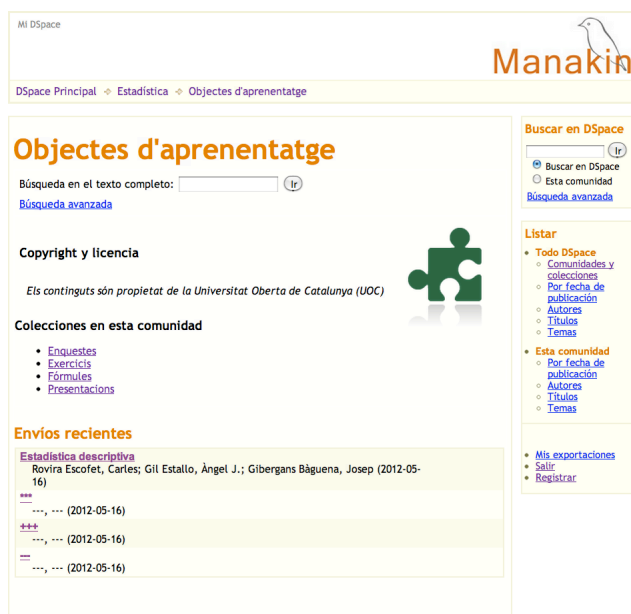 Mi DSpace
Manakin
DSpace Principal Estadística Objectes d'aprenentatge
Objectes d'aprenentatge
Búsqueda en el texto completo: Ir
Búsqueda avanzada
Copyright y licencia
Els continguts són propietat de la Universitat Oberta de Catalunya (UOC)
Colecciones en esta comunidad
Enquestes
Exercicis
Fórmules
Presentacions
Envíos recientes
Estadística descriptiva
Rovira Escofet, Carles; Gil Estallo, Àngel J.; Gibergans Bàguena, Josep (2012-05-
16)
***
---, --- (2012-05-16)
+++
---, --- (2012-05-16)
---
---, --- (2012-05-16)
Buscar en DSpace
Ir
Buscar en DSpace
Esta comunidad
Búsqueda avanzada
Listar
Todo DSpace
Comunidades y
colecciones
Por fecha de
publicación
Autores
Títulos
Temas
Esta comunidad
Por fecha de
publicación
Autores
Títulos
Temas
Mis exportaciones
Salir
Registrar